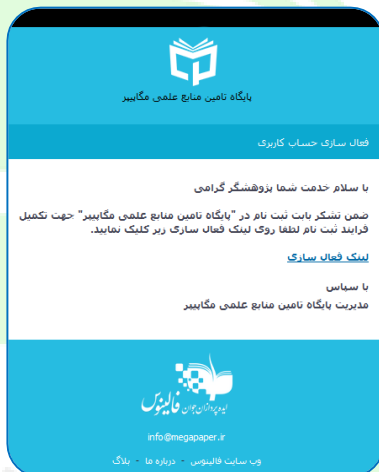 پایگاه تامین منابع علمی مگاپیپر
فعال سازی حساب کاربری
با سلام خدمت شما پژوهشگر گرامی
ضمن تشکر بابت ثبت نام در "پایگاه تامین منابع علمی مگاپیپر" جهت تکمیل
فرایند ثبت نام لطفا روی لینک فعال سازی زیر کلیک نمایید.
لینک فعال سازی
با سپاس
مدیریت پایگاه تامین منابع علمی مگاپیپر
ایده پردازان جوان فالینوس
info@megapaper.ir
وب سایت فالینوس - درباره ما - بلاگ